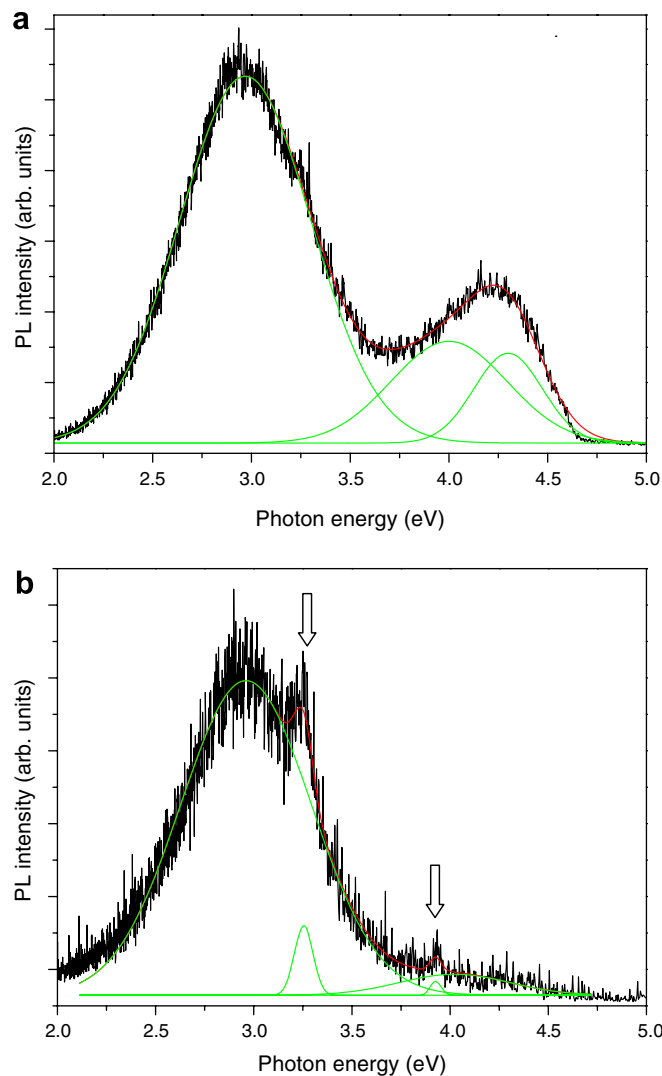 a
PL intensity (arb. units)
2.0 2.5 3.0 3.5 4.0 4.5 5.0
Photon energy (eV)
b
PL intensity (arb. units)
2.0 2.5 3.0 3.5 4.0 4.5 5.0
Photon energy (eV)